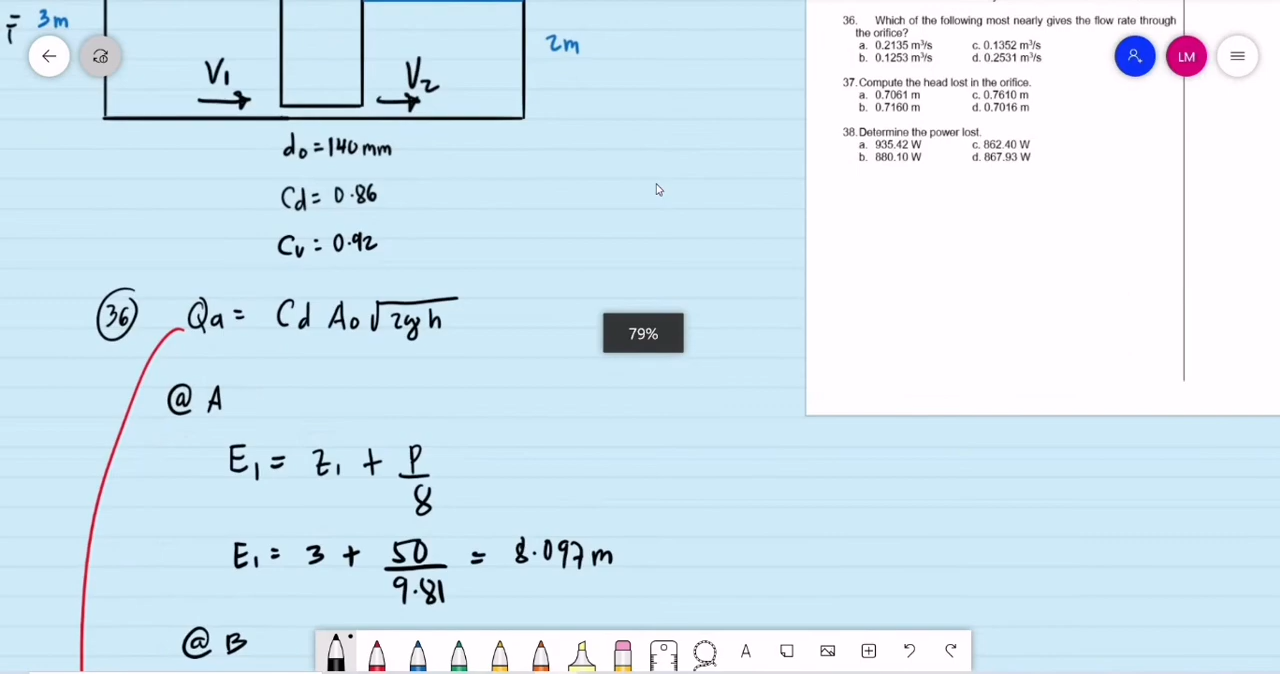 3m
2m
V1
V2
do = 140 mm
Cd = 0.86
Cv = 0.92
36 Qa = Cd Ao √2gh
@ A
E1 = z1 + P/8
E1 = 3 + 50/9.81 = 8.097 m
@ B
79%
36. Which of the following most nearly gives the flow rate through
the orifice?
a. 0.2135 m³/s c. 0.1352 m³/s
b. 0.1253 m³/s d. 0.2531 m³/s
37. Compute the head lost in the orifice.
a. 0.7061 m c. 0.7610 m
b. 0.7160 m d. 0.7016 m
38. Determine the power lost.
a. 935.42 W c. 862.40 W
b. 880.10 W d. 867.93 W
LM
A